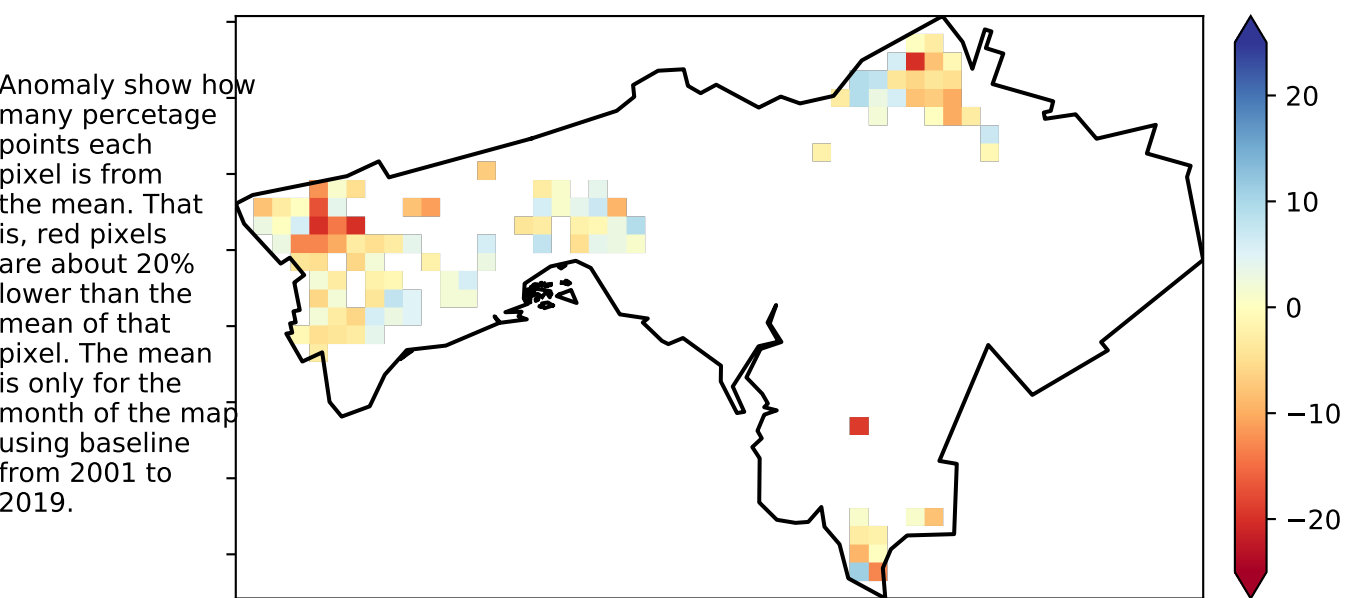 Anomaly show how
many percetage
points each
pixel is from
the mean. That
is, red pixels
are about 20%
lower than the
mean of that
pixel. The mean
is only for the
month of the map
using baseline
from 2001 to
2019.
20
10
0
−10
−20